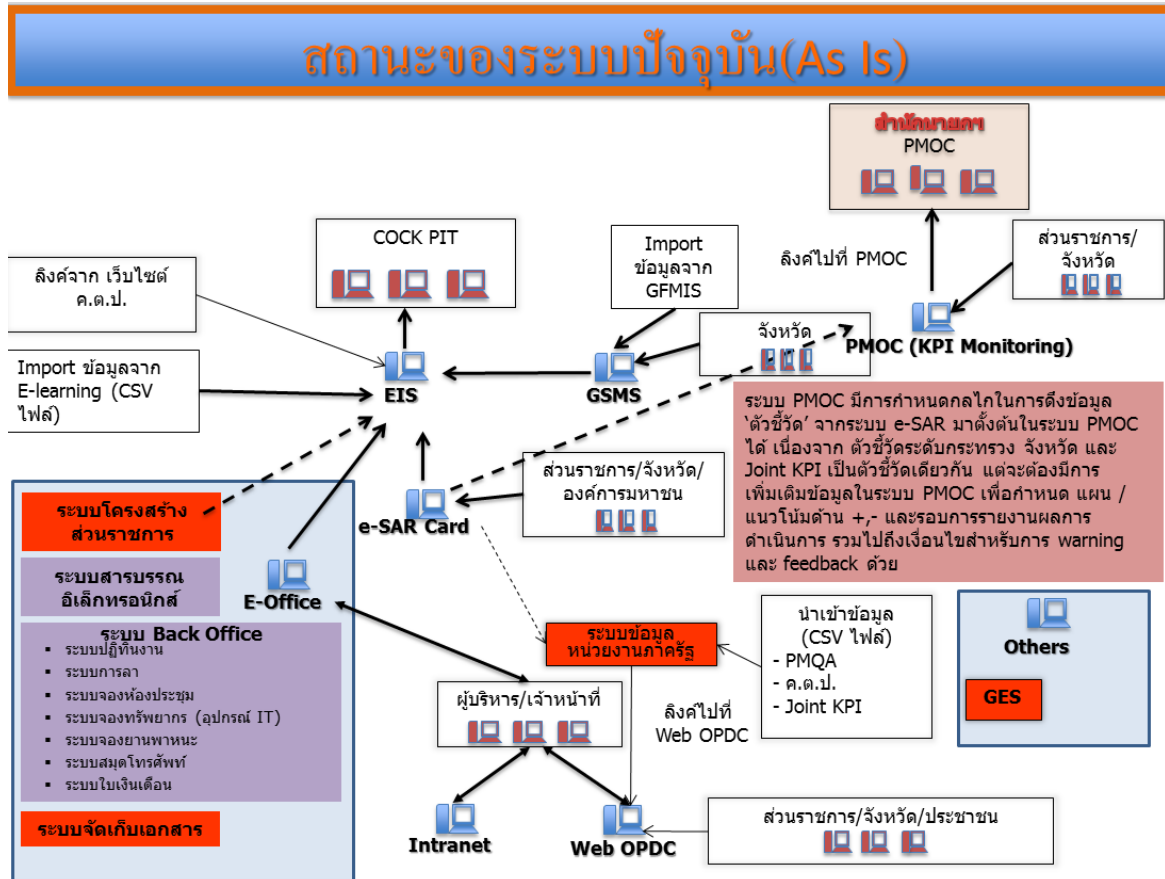 สถานะของระบบปัจจุบัน(As Is)
สำนักนายกฯ
PMOC
COCK PIT
Import
ข้อมูลจาก
GFMIS
ลิงค์ไปที่ PMOC
ส่วนราชการ/
จังหวัด
ลิงค์จาก เว็บไซต์
ค.ต.ป.
จังหวัด
PMOC (KPI Monitoring)
Import ข้อมูลจาก
E-learning (CSV
ไฟล์)
EIS
GSMS
ระบบ PMOC มีการกำหนดกลไกในการดึงข้อมูล
‘ตัวชี้วัด’ จากระบบ e-SAR มาตั้งต้นในระบบ PMOC
ได้ เนื่องจาก ตัวชี้วัดระดับกระทรวง จังหวัด และ
Joint KPI เป็นตัวชี้วัดเดียวกัน แต่จะต้องมีการ
เพิ่มเติมข้อมูลในระบบ PMOC เพื่อกำหนด แผน /
แนวโน้มด้าน +,- และรอบการรายงานผลการ
ดำเนินการ รวมไปถึงเงื่อนไขสำหรับการ warning
และ feedback ด้วย
ส่วนราชการ/จังหวัด/
องค์การมหาชน
e-SAR Card
ระบบโครงสร้าง
ส่วนราชการ
ระบบสารบรรณ
อิเล็กทรอนิกส์
E-Office
ระบบ Back Office
▪ ระบบปฏิทินงาน
▪ ระบบการลา
▪ ระบบจองห้องประชุม
▪ ระบบจองทรัพยากร (อุปกรณ์ IT)
▪ ระบบจองยานพาหนะ
▪ ระบบสมุดโทรศัพท์
▪ ระบบใบเงินเดือน
ระบบจัดเก็บเอกสาร
ระบบข้อมูล
หน่วยงานภาครัฐ
นำเข้าข้อมูล
(CSV ไฟล์)
- PMQA
- ค.ต.ป.
- Joint KPI
Others
GES
ผู้บริหาร/เจ้าหน้าที่
ลิงค์ไปที่
Web OPDC
Intranet
Web OPDC
ส่วนราชการ/จังหวัด/ประชาชน